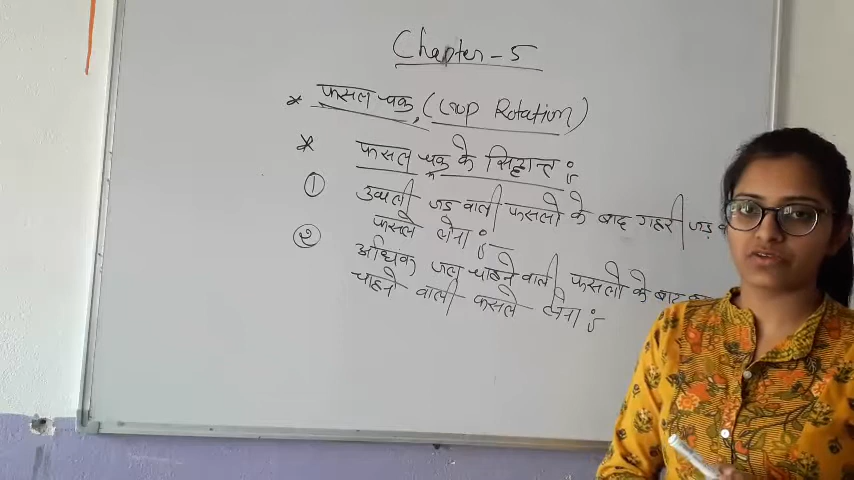 Chapter - 5
* फसल चक्र, (Crop Rotation)
* फसल चक्र के सिद्धान्त :-
① उथली जड़ वाली फसलो के बाद गहरी जड़
फसले लेना :-
② अधिक जल चाहने वाली फसलो के बाद
चाहने वाली फसले लेना :-